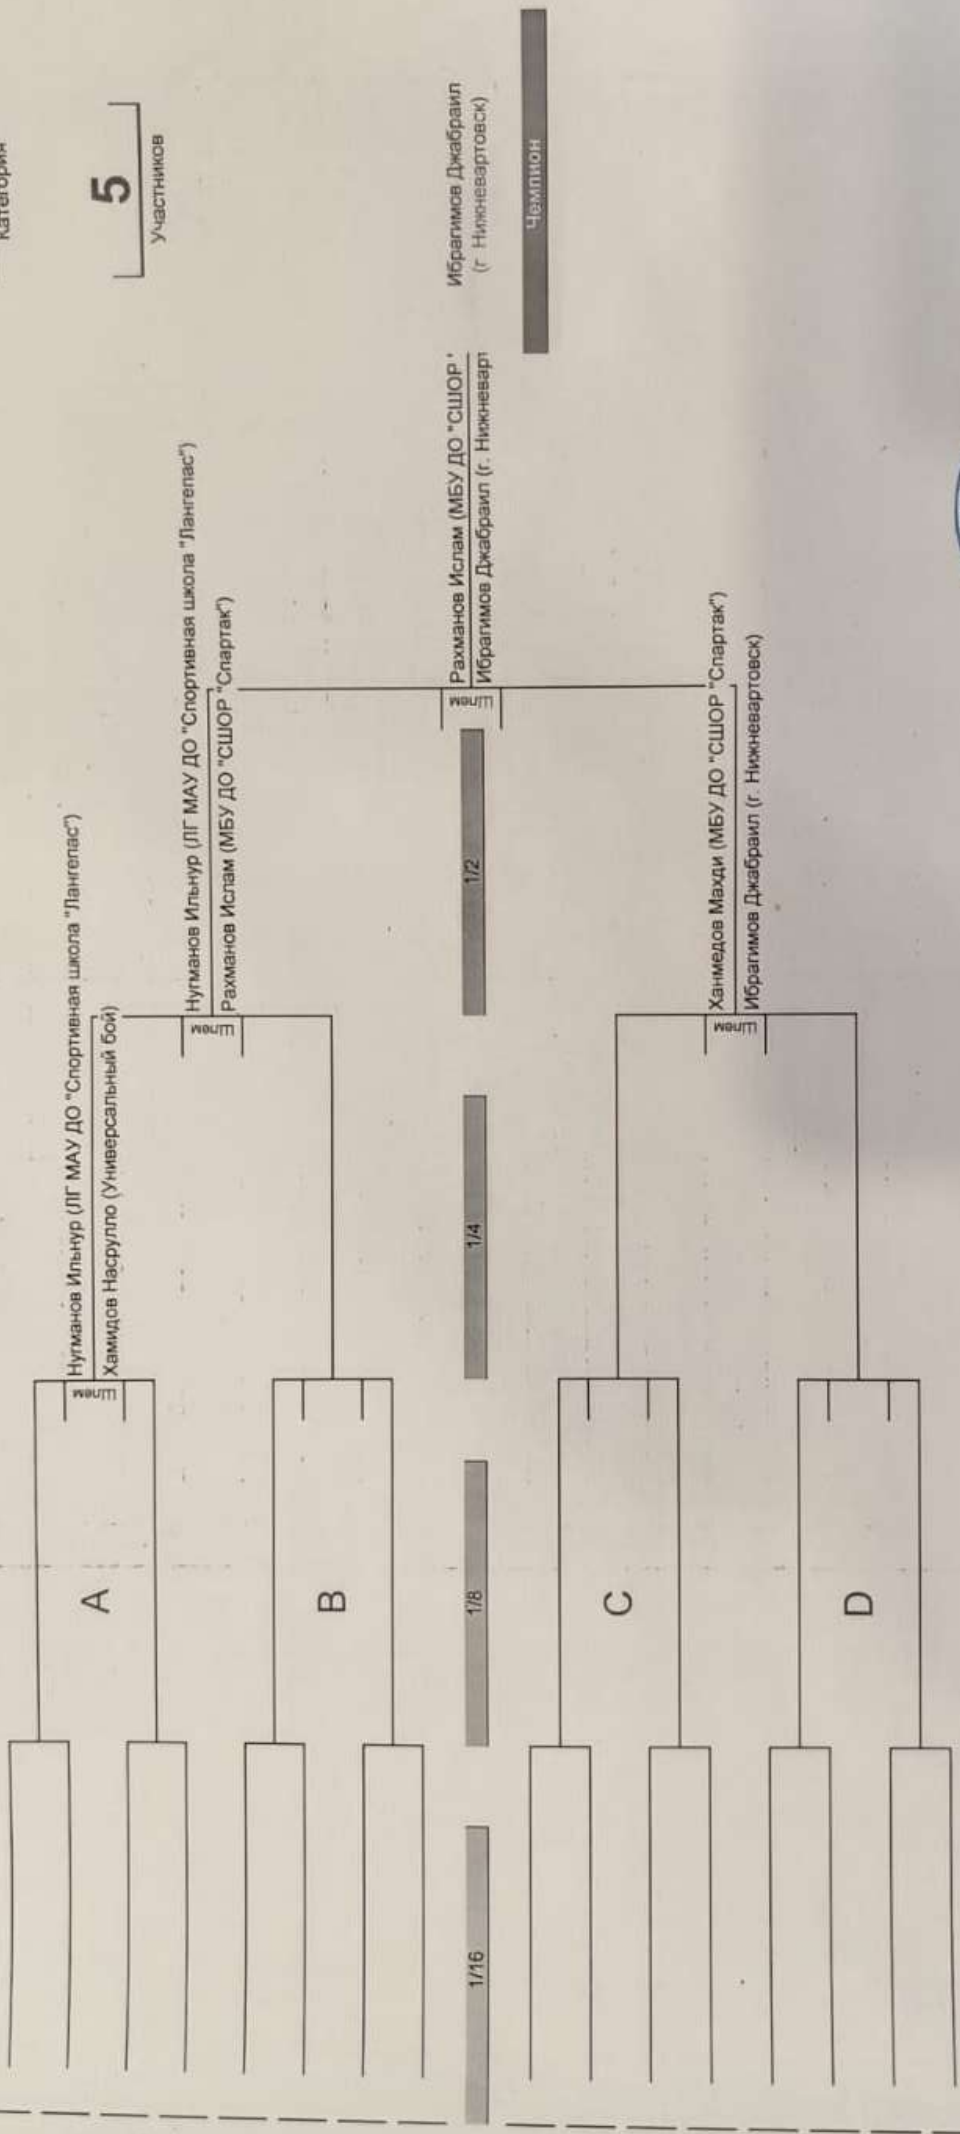 Категория
5
Участников
Нугманов Ильнур (ЛГ МАУ ДО "Спортивная школа "Лангепас")
Шлем
Хамидов Насрулло (Универсальный бой)
Нугманов Ильнур (ЛГ МАУ ДО "Спортивная школа "Лангепас")
Шлем
Рахманов Ислам (МБУ ДО "СШОР "Спартак")
A
B
1/16
1/8
1/4
1/2
Рахманов Ислам (МБУ ДО "СШОР "
Шлем
Ибрагимов Джабраил (г. Нижневарт
Ибрагимов Джабраил
(г Нижневартовск)
Чемпион
C
D
Ханмедов Махди (МБУ ДО "СШОР "Спартак")
Шлем
Ибрагимов Джабраил (г. Нижневартовск)